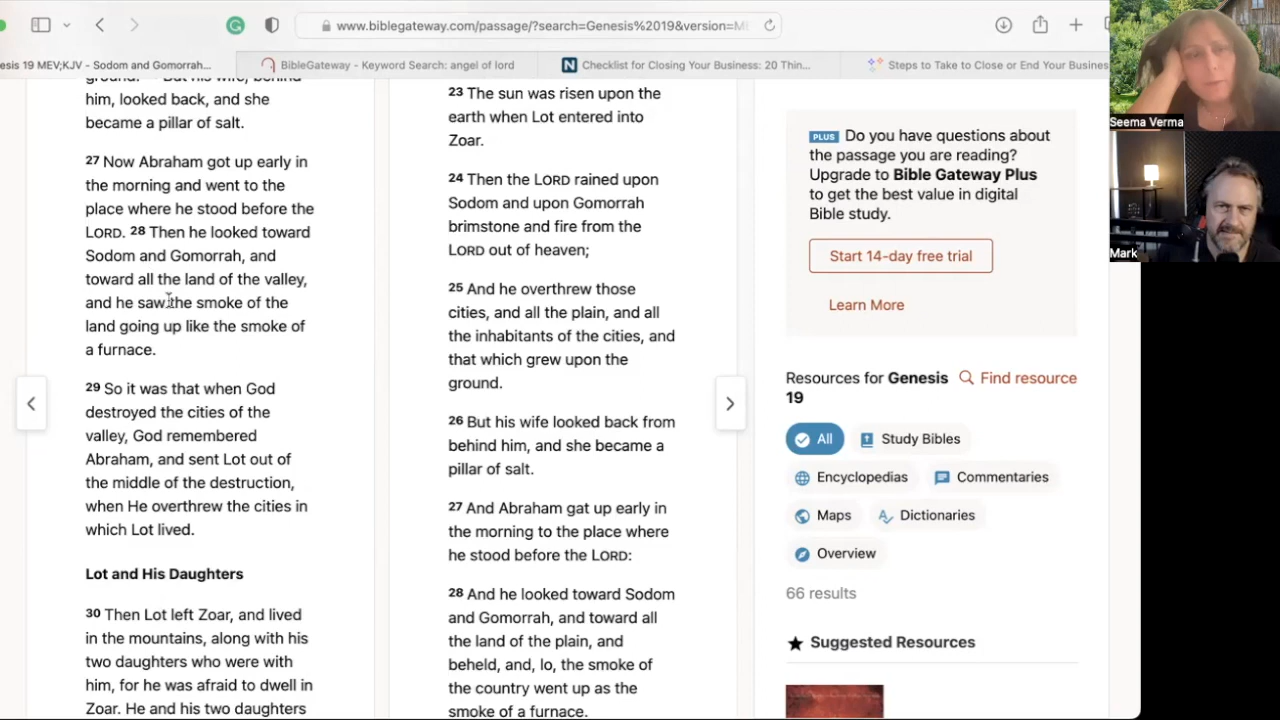 www.biblegateway.com/passage/?search=Genesis%2019&version=M
esis 19 MEV;KJV - Sodom and Gomorrah...
BibleGateway - Keyword Search: angel of lord
Checklist for Closing Your Business: 20 Thin...
Steps to Take to Close or End Your Busines
ground. But his wife, behind
him, looked back, and she
became a pillar of salt.
27 Now Abraham got up early in
the morning and went to the
place where he stood before the
LORD. 28 Then he looked toward
Sodom and Gomorrah, and
toward all the land of the valley,
and he saw the smoke of the
land going up like the smoke of
a furnace.
29 So it was that when God
destroyed the cities of the
valley, God remembered
Abraham, and sent Lot out of
the middle of the destruction,
when He overthrew the cities in
which Lot lived.
Lot and His Daughters
30 Then Lot left Zoar, and lived
in the mountains, along with his
two daughters who were with
him, for he was afraid to dwell in
Zoar. He and his two daughters
23 The sun was risen upon the
earth when Lot entered into
Zoar.
24 Then the LORD rained upon
Sodom and upon Gomorrah
brimstone and fire from the
LORD out of heaven;
25 And he overthrew those
cities, and all the plain, and all
the inhabitants of the cities, and
that which grew upon the
ground.
26 But his wife looked back from
behind him, and she became a
pillar of salt.
27 And Abraham gat up early in
the morning to the place where
he stood before the LORD:
28 And he looked toward Sodom
and Gomorrah, and toward all
the land of the plain, and
beheld, and, lo, the smoke of
the country went up as the
smoke of a furnace.
PLUS Do you have questions about
the passage you are reading?
Upgrade to Bible Gateway Plus
to get the best value in digital
Bible study.
Start 14-day free trial
Learn More
Resources for Genesis
19
Find resource
All
Study Bibles
Encyclopedias
Commentaries
Maps
Dictionaries
Overview
66 results
Suggested Resources
Seema Verma
Mark